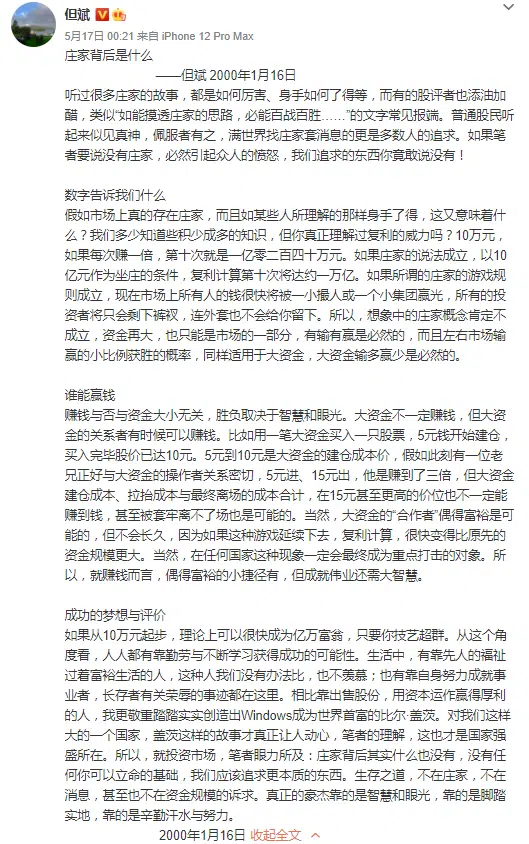 但斌
5月17日 00:21 来自 iPhone 12 Pro Max
庄家背后是什么
——但斌 2000年1月16日
听过很多庄家的故事，都是如何厉害、身手如何了得等，而有的股评者也添油加
醋，类似“如能摸透庄家的思路，必能百战百胜……”的文字常见报端。普通股民听
起来似见真神，佩服者有之，满世界找庄家套消息的更是多数人的追求。如果笔
者要说没有庄家，必然引起众人的愤怒，我们追求的东西你竟敢说没有！
数字告诉我们什么
假如市场上真的存在庄家，而且如某些人所理解的那样身手了得，这又意味着什
么？我们多少知道些积少成多的知识，但你真正理解过复利的威力吗？10万元，
如果每次赚一倍，第十次就是一亿零二百四十万元。如果庄家的说法成立，以10
亿元作为坐庄的条件，复利计算第十次将达约一万亿。如果所谓的庄家的游戏规
则成立，现在市场上所有人的钱很快将被一小撮人或一个小集团赢光，所有的投
资者将只会剩下裤衩，连外套也不会给你留下。所以，想象中的庄家概念肯定不
成立，资金再大，也只能是市场的一部分，有输有赢是必然的，而且左右市场输
赢的小比例获胜的概率，同样适用于大资金，大资金输多赢少是必然的。
谁能赢钱
赚钱与否与资金大小无关，胜负取决于智慧和眼光。大资金不一定赚钱，但大资
金的关系者有时候可以赚钱。比如用一笔大资金买入一只股票，5元钱开始建仓，
买入完毕股价已达10元。5元到10元是大资金的建仓成本价，假如此刻有一位老
兄正好与大资金的操作者关系密切，5元进、15元出，他是赚到了三倍，但大资金
建仓成本、拉抬成本与最终离场的成本合计，在15元甚至更高的价位也不一定能
赚到钱，甚至被套牢离不了场也是可能的。当然，大资金的“合作者”偶得富裕是可
能的，但不会长久，因为如果这种游戏延续下去，复利计算，很快变得比原先的
资金规模更大。当然，在任何国家这种现象一定会最终成为重点打击的对象。所
以，就赚钱而言，偶得富裕的小捷径有，但成就伟业还需大智慧。
成功的梦想与评价
如果从10万元起步，理论上可以很快成为亿万富翁，只要你技艺超群。从这个角
度看，人人都有靠勤劳与不断学习获得成功的可能性。生活中，有靠先人的福祉
过着富裕生活的人，这种人我们没有办法比，也不羡慕；也有靠自身努力成就事
业者，长存者有关荣辱的事迹都在这里。相比靠出售股份，用资本运作赢得厚利
的人，我更敬重踏踏实实创造出Windows成为世界首富的比尔·盖茨。对我们这样
大的一个国家，盖茨这样的故事才真正让人动心，笔者的理解，这也才是国家强
盛所在。所以，就投资市场，笔者眼力所及：庄家背后其实什么也没有，没有任
何你可以立命的基础，我们应该追求更本质的东西。生存之道，不在庄家，不在
消息，甚至也不在资金规模的诉求。真正的豪杰靠的是智慧和眼光，靠的是脚踏
实地，靠的是辛勤汗水与努力。
2000年1月16日 收起全文